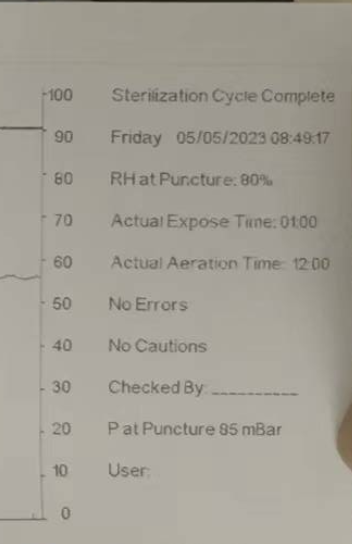 100 Sterilization Cycle Complete
90 Friday 05/05/2023 08:49:17
80 RH at Puncture: 80%
70 Actual Expose Time: 01:00
60 Actual Aeration Time: 12:00
50 No Errors
40 No Cautions
30 Checked By: __________
20 P at Puncture 85 mBar
10 User:
0